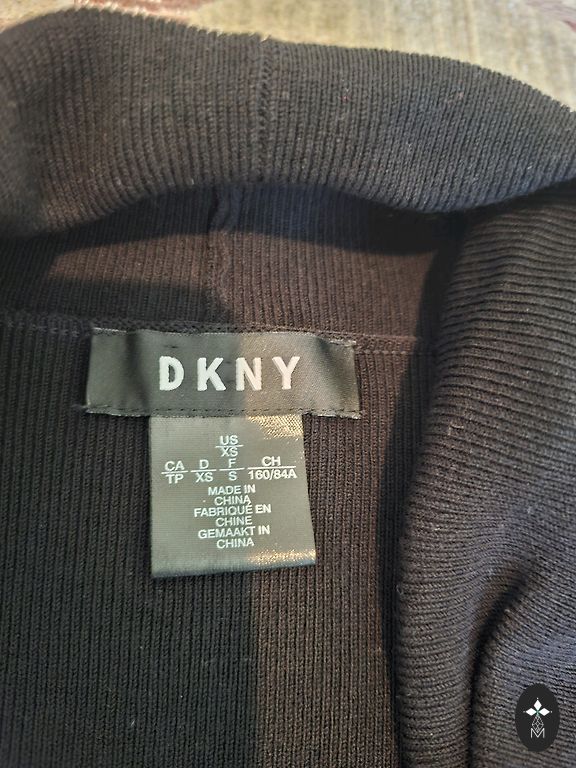 DKNY
US
XS
CA D F CH
TP XS S 160/84A
MADE IN
CHINA
FABRIQUÉ EN
CHINE
GEMAAKT IN
CHINA
M